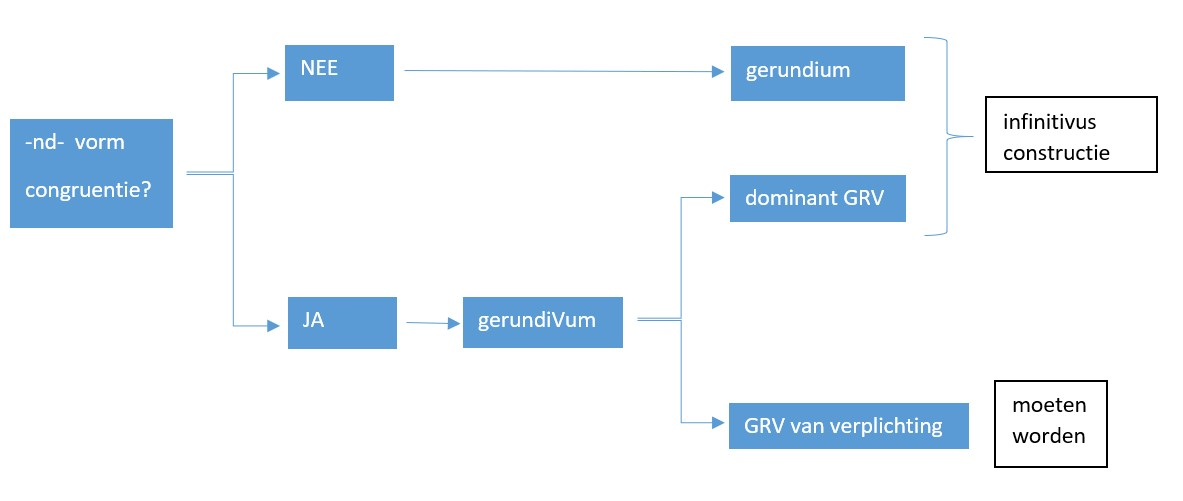 NEE
gerundium
infinitivus
constructie
-nd- vorm
congruentie?
dominant GRV
JA
gerundiVum
GRV van verplichting
moeten
worden